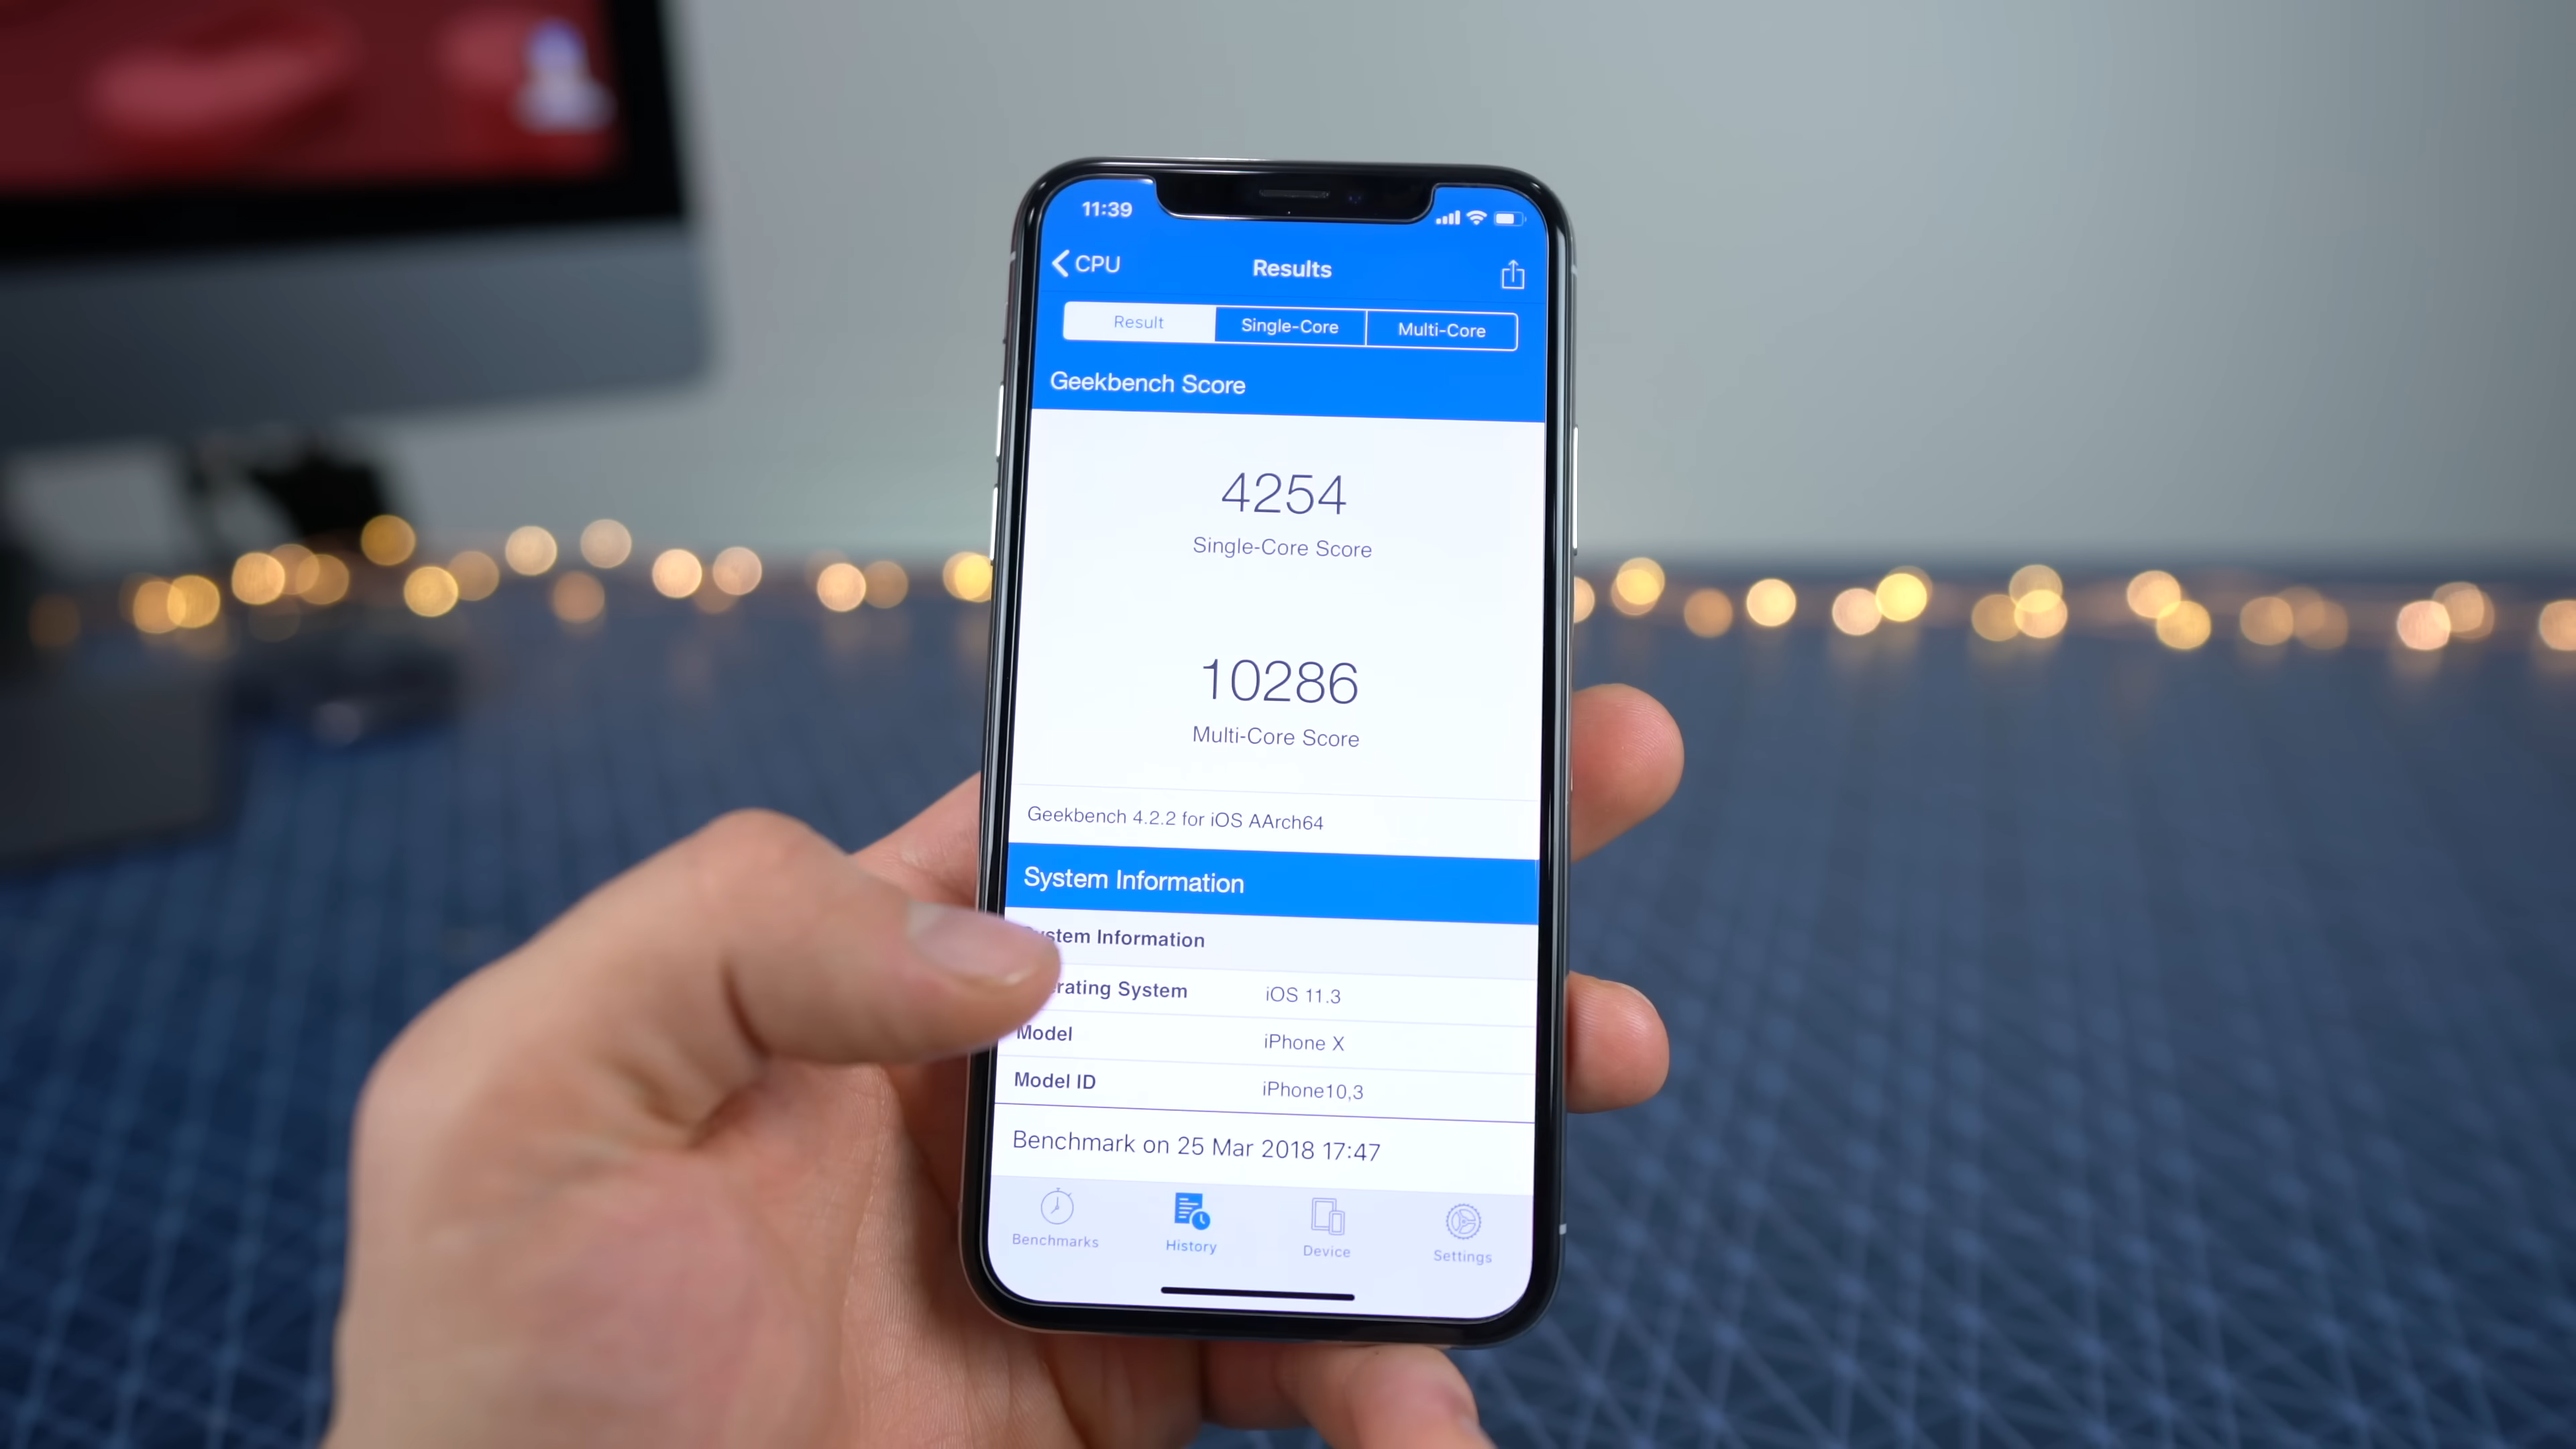 11:39
CPU
Results
Result Single-Core Multi-Core
Geekbench Score
4254
Single-Core Score
10286
Multi-Core Score
Geekbench 4.2.2 for iOS AArch64
System Information
stem Information
rating System iOS 11.3
Model iPhone X
Model ID iPhone10,3
Benchmark on 25 Mar 2018 17:47
Benchmarks History Device Settings